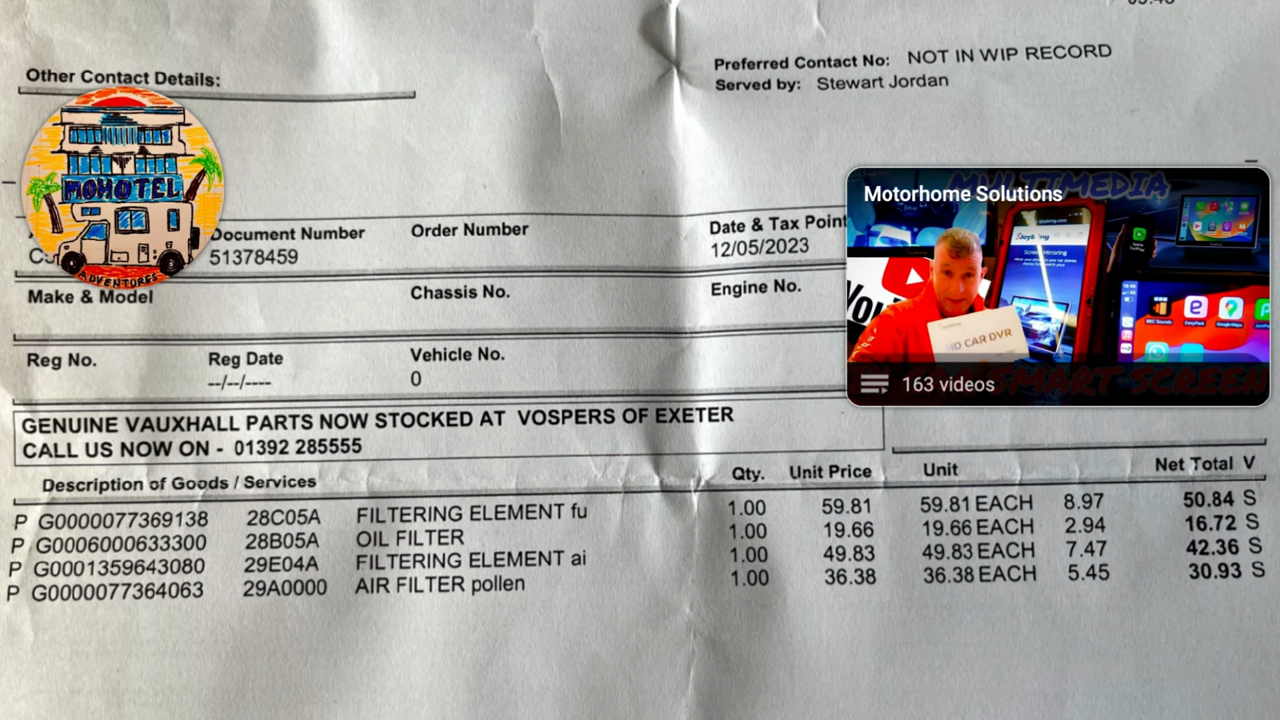 Other Contact Details:
Preferred Contact No: NOT IN WIP RECORD
Served by: Stewart Jordan
MOHOTEL
ADVENTURES
Document Number
51378459
Order Number
Date & Tax Point
12/05/2023
Make & Model
Chassis No.
Engine No.
Reg No.
Reg Date
--/--/----
Vehicle No.
0
Motorhome Solutions
MULTIMEDIA
HD CAR DVR
SMART SCREEN
163 videos
GENUINE VAUXHALL PARTS NOW STOCKED AT VOSPERS OF EXETER
CALL US NOW ON - 01392 285555
Description of Goods / Services Qty. Unit Price Unit Net Total V
P G0000077369138 28C05A FILTERING ELEMENT fu 1.00 59.81 59.81 EACH 8.97 50.84 S
P G0006000633300 28B05A OIL FILTER 1.00 19.66 19.66 EACH 2.94 16.72 S
P G0001359643080 29E04A FILTERING ELEMENT ai 1.00 49.83 49.83 EACH 7.47 42.36 S
P G0000077364063 29A0000 AIR FILTER pollen 1.00 36.38 36.38 EACH 5.45 30.93 S